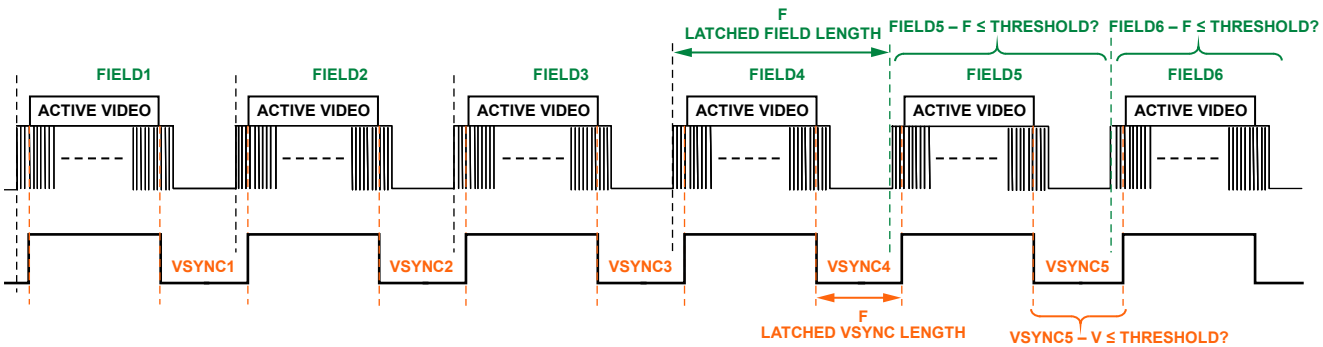 F
LATCHED FIELD LENGTH
FIELD5 – F ≤ THRESHOLD?
FIELD6 – F ≤ THRESHOLD?
FIELD1
FIELD2
FIELD3
FIELD4
FIELD5
FIELD6
ACTIVE VIDEO
ACTIVE VIDEO
ACTIVE VIDEO
ACTIVE VIDEO
ACTIVE VIDEO
ACTIVE VIDEO
VSYNC1
VSYNC2
VSYNC3
VSYNC4
VSYNC5
F
LATCHED VSYNC LENGTH
VSYNC5 – V ≤ THRESHOLD?